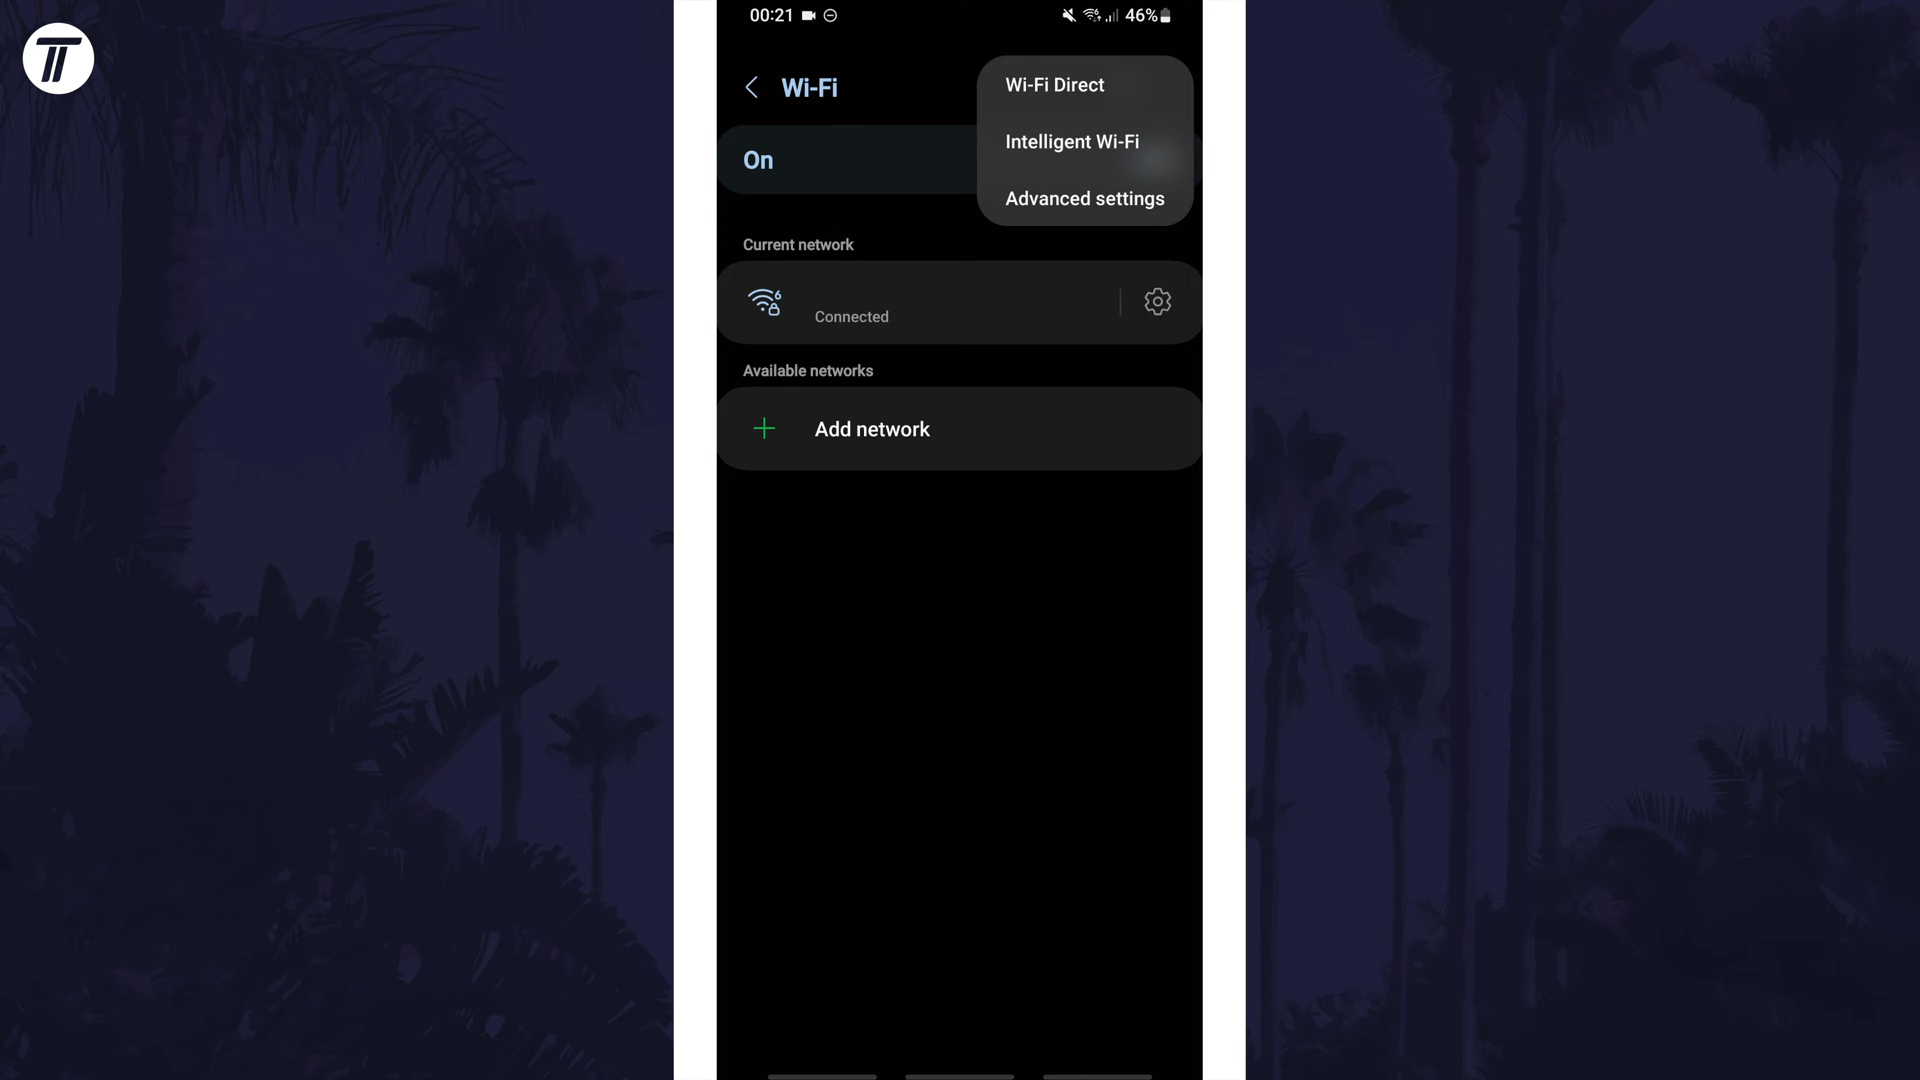 00:21
46%
Wi-Fi
Wi-Fi Direct
Intelligent Wi-Fi
Advanced settings
On
Current network
6
Connected
Available networks
Add network